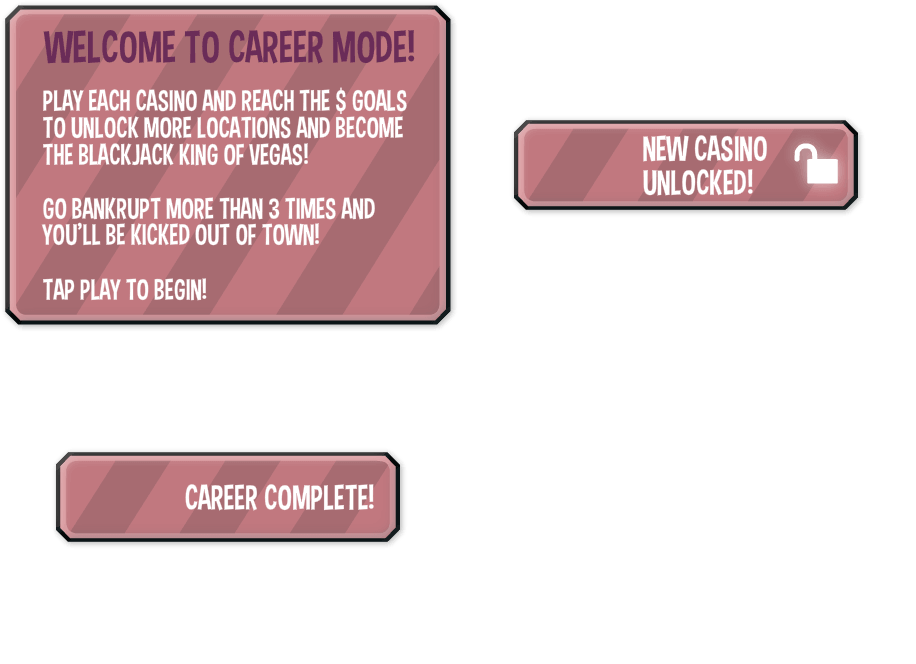 WELCOME TO CAREER MODE!
PLAY EACH CASINO AND REACH THE $ GOALS
TO UNLOCK MORE LOCATIONS AND BECOME
THE BLACKJACK KING OF VEGAS!
GO BANKRUPT MORE THAN 3 TIMES AND
YOU'LL BE KICKED OUT OF TOWN!
TAP PLAY TO BEGIN!
NEW CASINO
UNLOCKED!
CAREER COMPLETE!